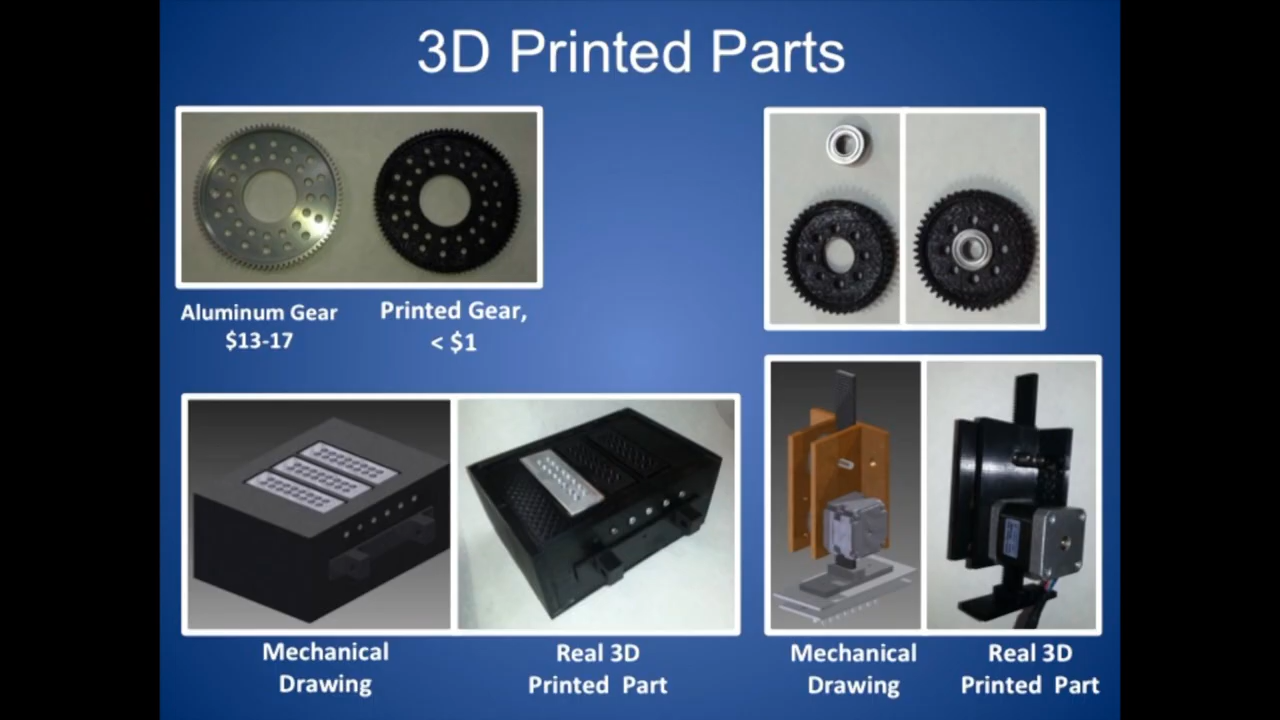 3D Printed Parts
Aluminum Gear
$13-17
Printed Gear,
< $1
Mechanical
Drawing
Real 3D
Printed Part
Mechanical
Drawing
Real 3D
Printed Part